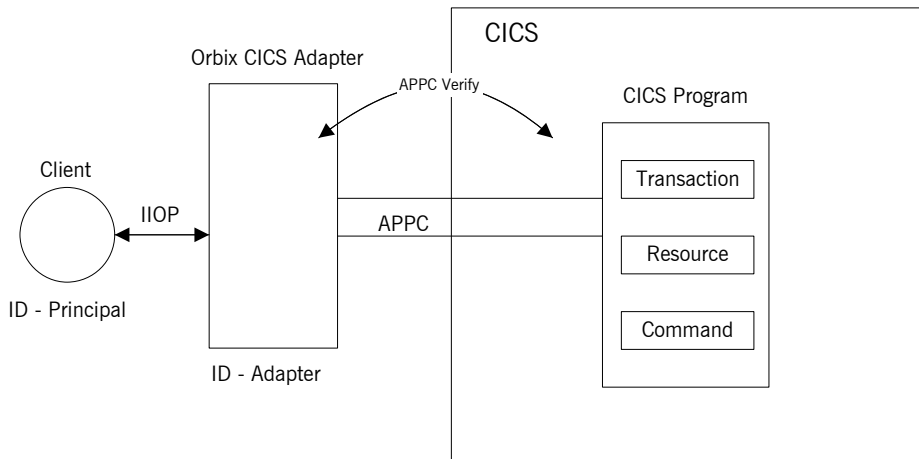 CICS
Orbix CICS Adapter
APPC Verify
CICS Program
Client
Transaction
IIOP
APPC
Resource
ID - Principal
Command
ID - Adapter